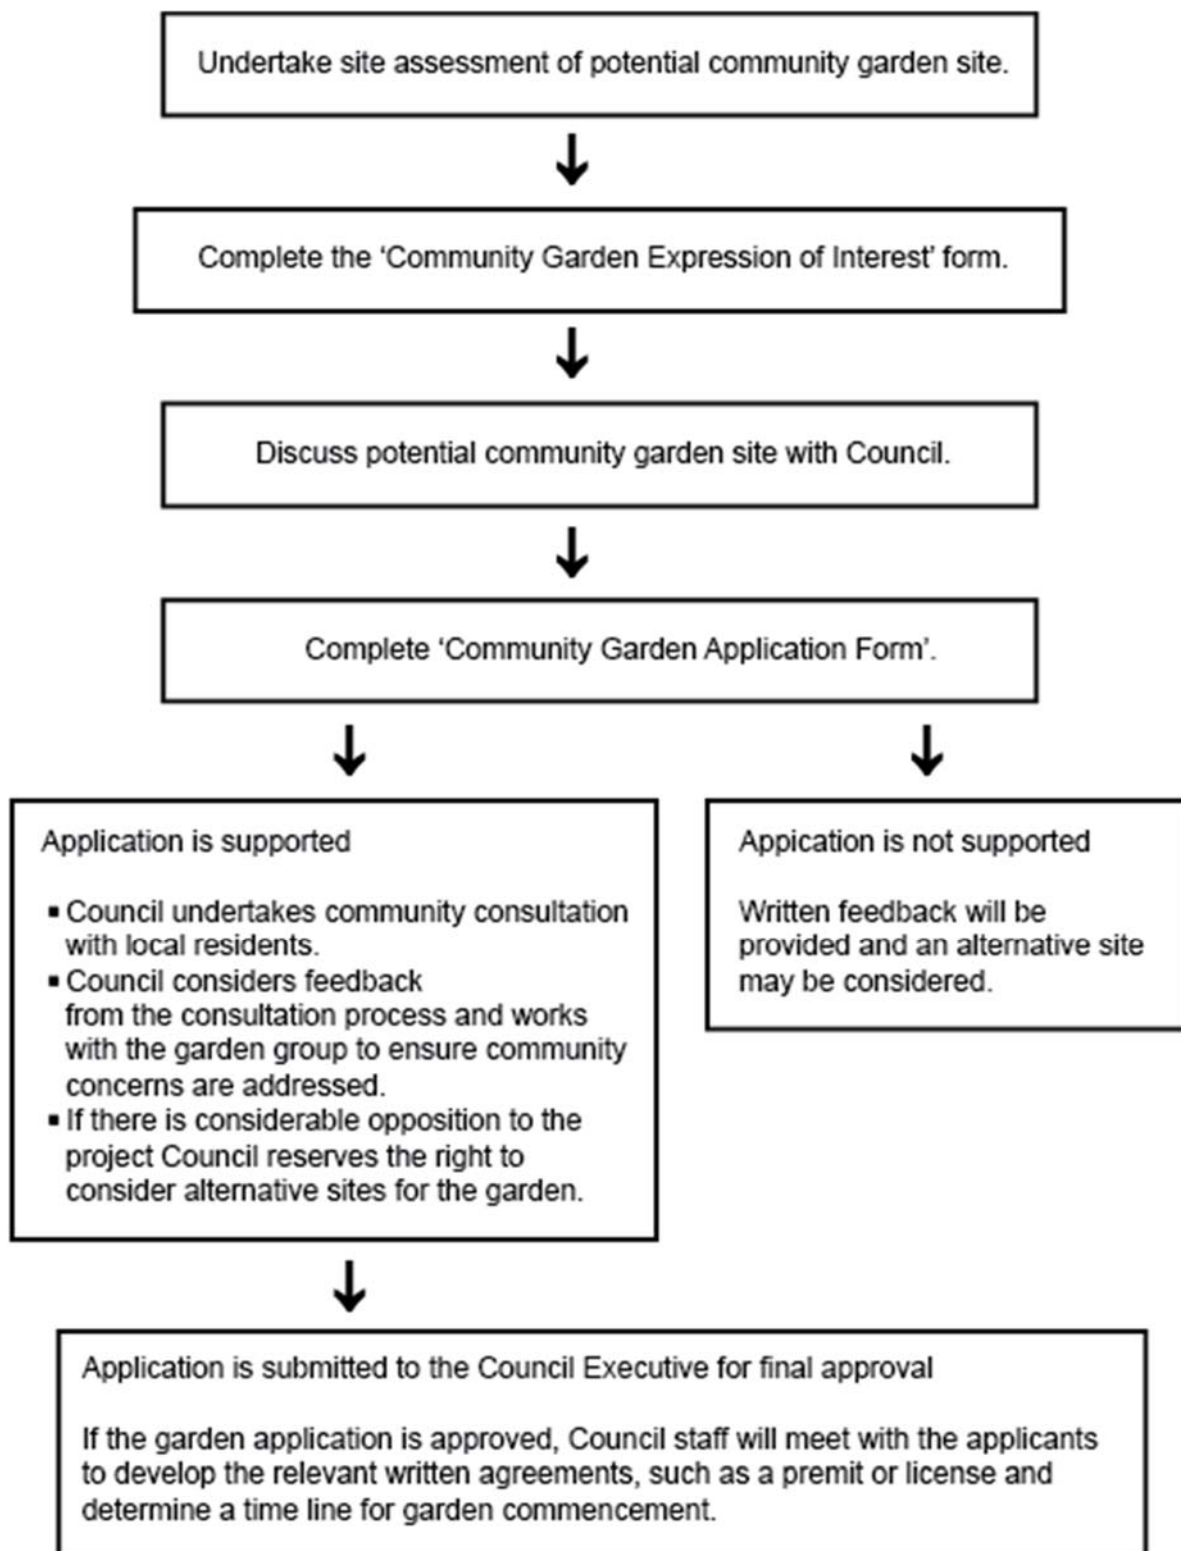 Undertake site assessment of potential community garden site.
Complete the ‘Community Garden Expression of Interest’ form.
Discuss potential community garden site with Council.
Complete ‘Community Garden Application Form’.
Application is supported
▪ Council undertakes community consultation
with local residents.
▪ Council considers feedback
from the consultation process and works
with the garden group to ensure community
concerns are addressed.
▪ If there is considerable opposition to the
project Council reserves the right to
consider alternative sites for the garden.
Appication is not supported
Written feedback will be
provided and an alternative site
may be considered.
Application is submitted to the Council Executive for final approval
If the garden application is approved, Council staff will meet with the applicants
to develop the relevant written agreements, such as a premit or license and
determine a time line for garden commencement.